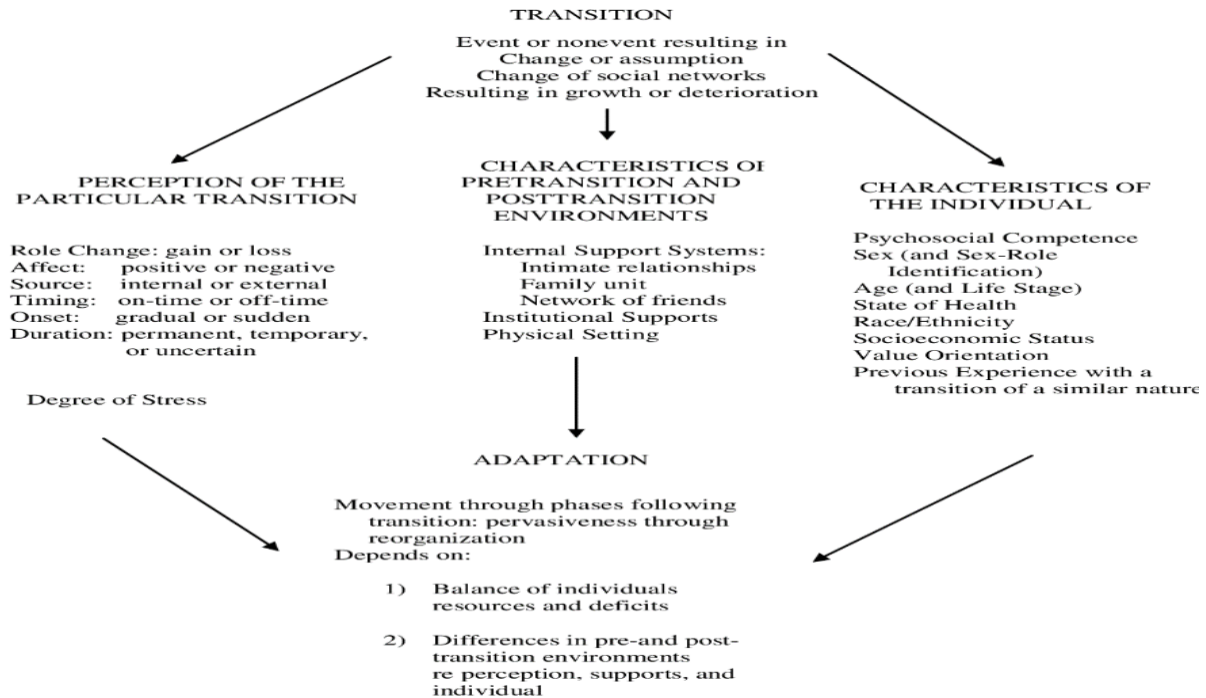 TRANSITION
Event or nonevent resulting in
Change or assumption
Change of social networks
Resulting in growth or deterioration
PERCEPTION OF THE
PARTICULAR TRANSITION
Role Change: gain or loss
Affect: positive or negative
Source: internal or external
Timing: on-time or off-time
Onset: gradual or sudden
Duration: permanent, temporary,
or uncertain
Degree of Stress
CHARACTERISTICS OF
PRETRANSITION AND
POSTTRANSITION
ENVIRONMENTS
Internal Support Systems:
Intimate relationships
Family unit
Network of friends
Institutional Supports
Physical Setting
CHARACTERISTICS OF
THE INDIVIDUAL
Psychosocial Competence
Sex (and Sex-Role
Identification)
Age (and Life Stage)
State of Health
Race/Ethnicity
Socioeconomic Status
Value Orientation
Previous Experience with a
transition of a similar nature
ADAPTATION
Movement through phases following
transition: pervasiveness through
reorganization
Depends on:
1) Balance of individuals
resources and deficits
2) Differences in pre-and post-
transition environments
re perception, supports, and
individual